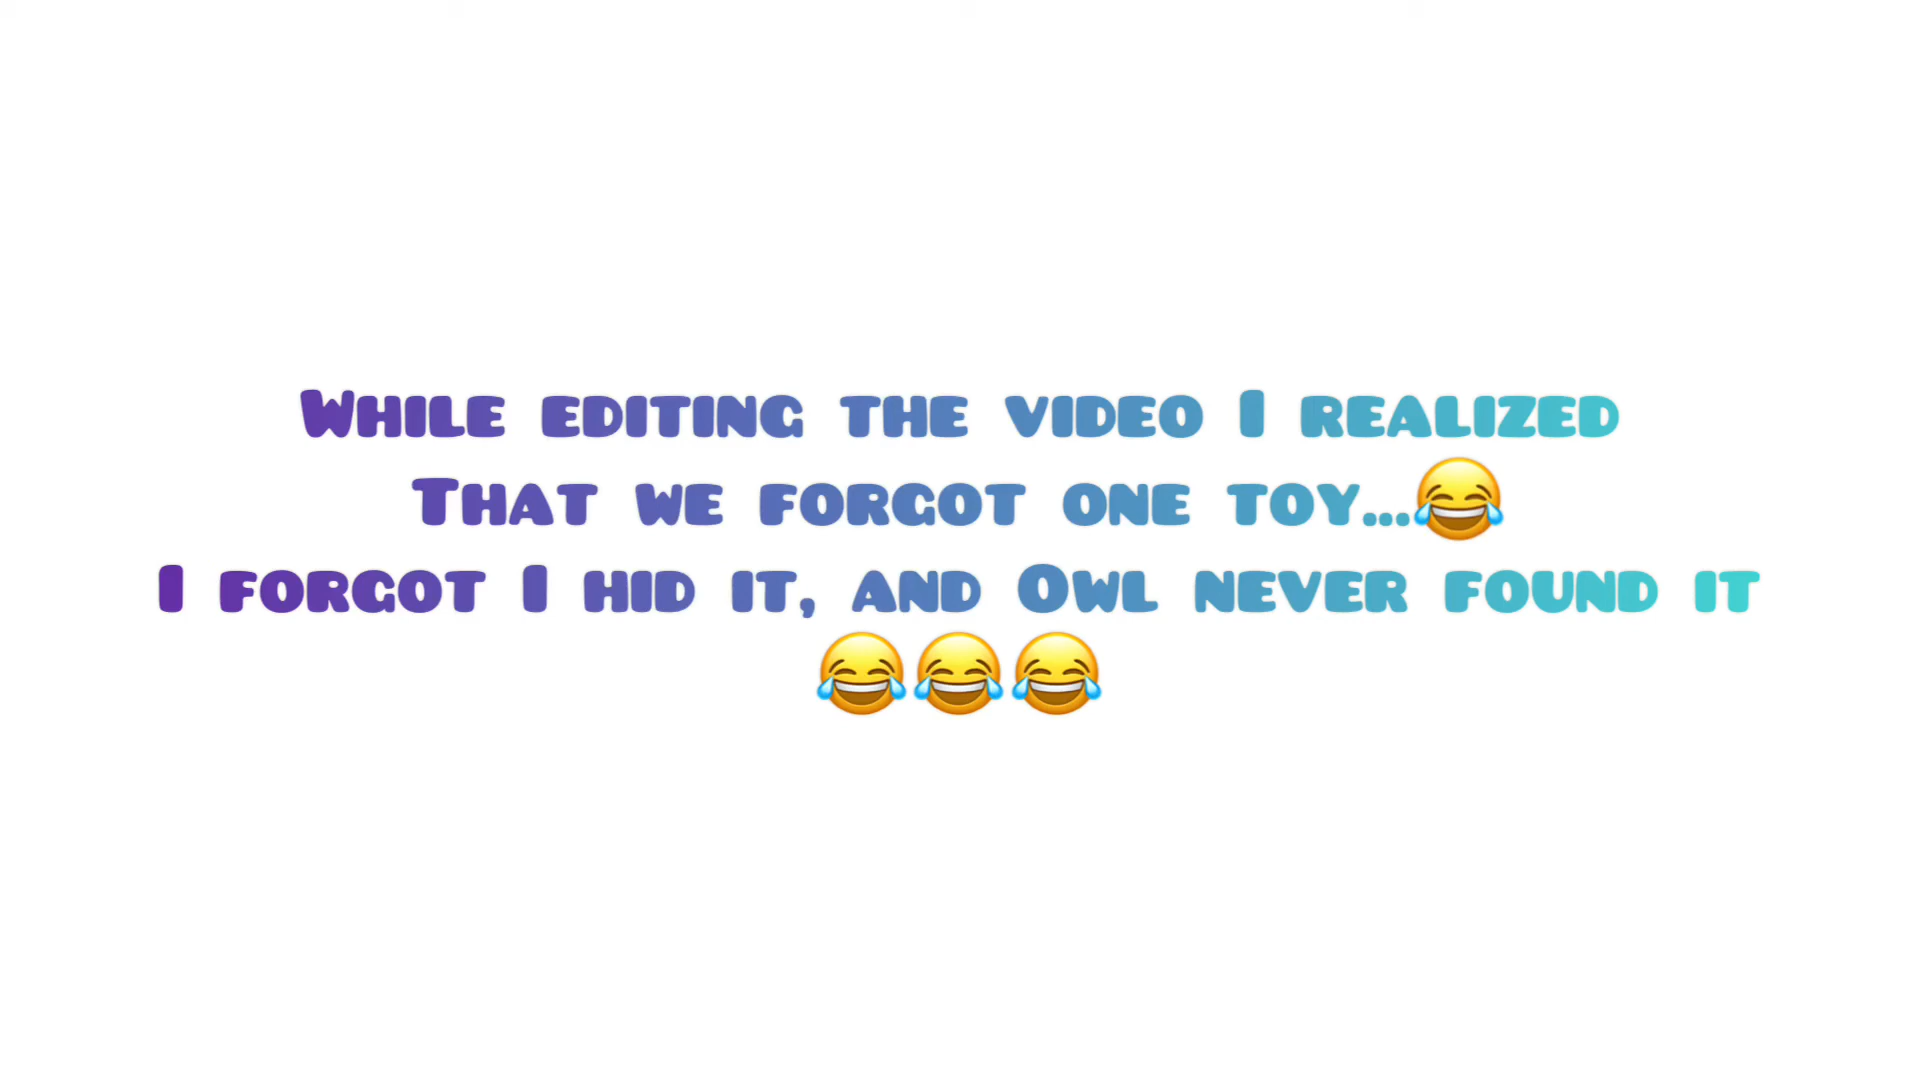 While editing the video I realized
That we forgot one toy...😂
I forgot I hid it, and Owl never found it
😂😂😂